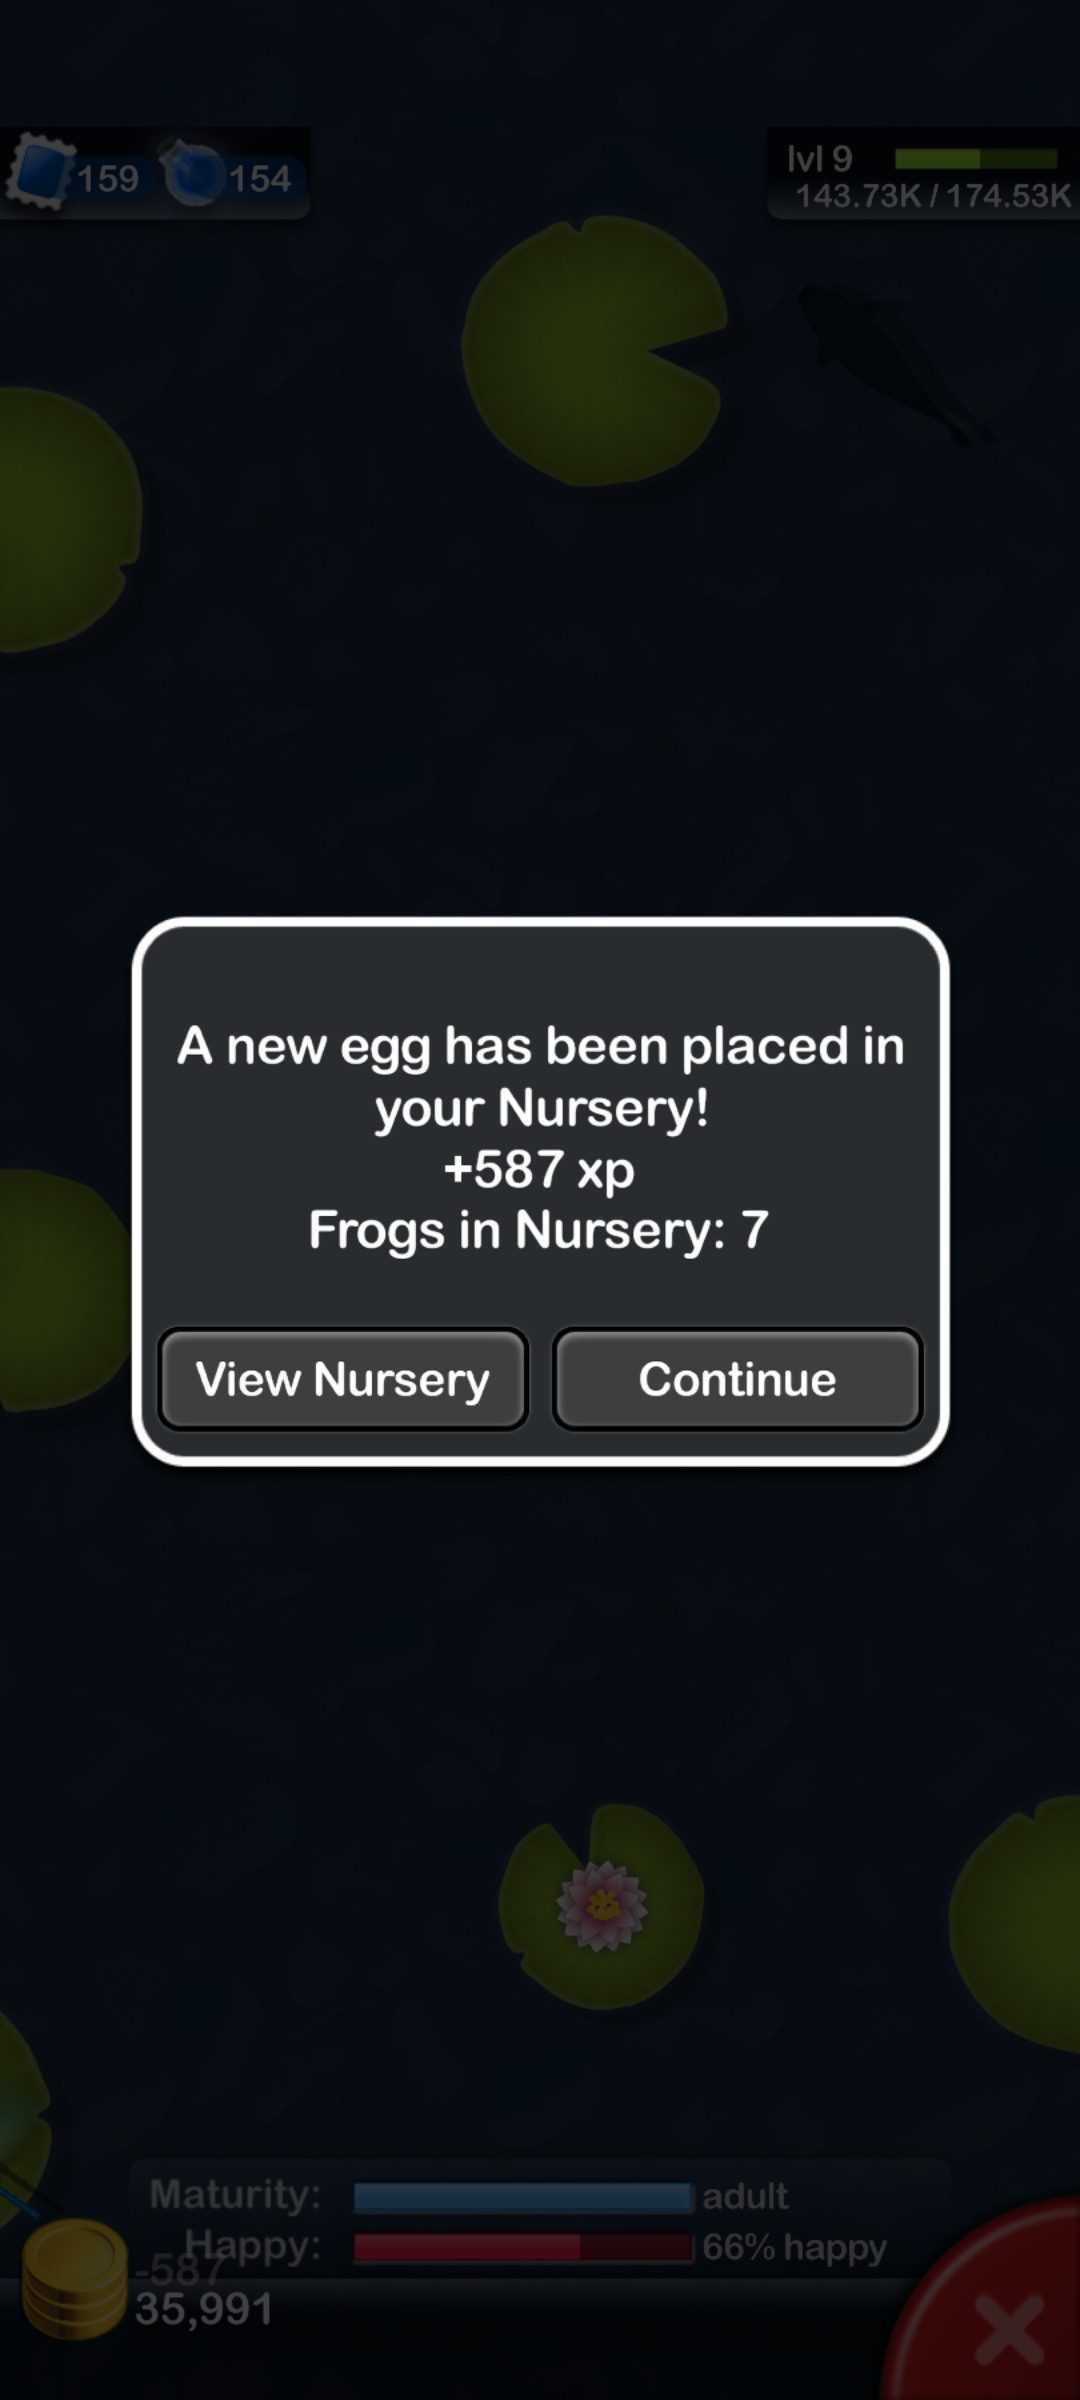 159 154
lvl 9
143.73K / 174.53K
A new egg has been placed in
your Nursery!
+587 xp
Frogs in Nursery: 7
View Nursery Continue
Maturity: adult
Happy: 66% happy
-587
35,991